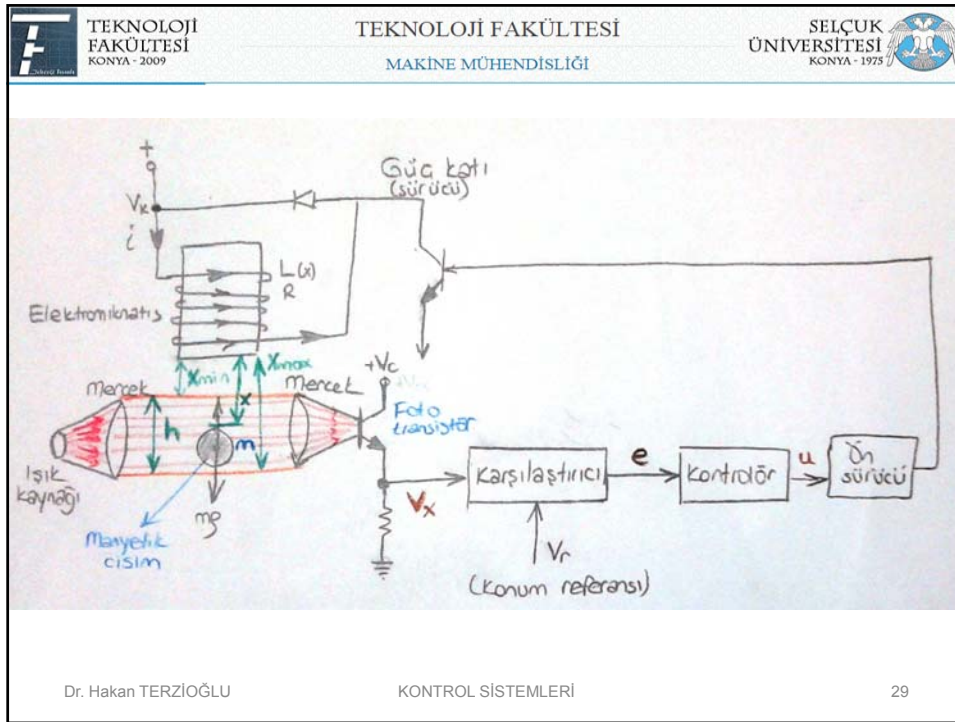 TEKNOLOJİ
FAKÜLTESİ
KONYA - 2009
TEKNOLOJİ FAKÜLTESİ
MAKİNE MÜHENDİSLİĞİ
SELÇUK
ÜNİVERSİTESİ
KONYA - 1975
+
Vk
i
Güç katı
(sürücü)
L(x)
R
Elektromıknatıs
Xmin
x
Xmax
Mercek
Mercek
+Vc
h
m
Foto
transistör
Işık
kaynağı
mg
Manyetik
cisim
Vx
Karşılaştırıcı
e
Kontrolör
u
Ön
sürücü
Vr
(Konum referansı)
Dr. Hakan TERZİOĞLU
KONTROL SİSTEMLERİ
29